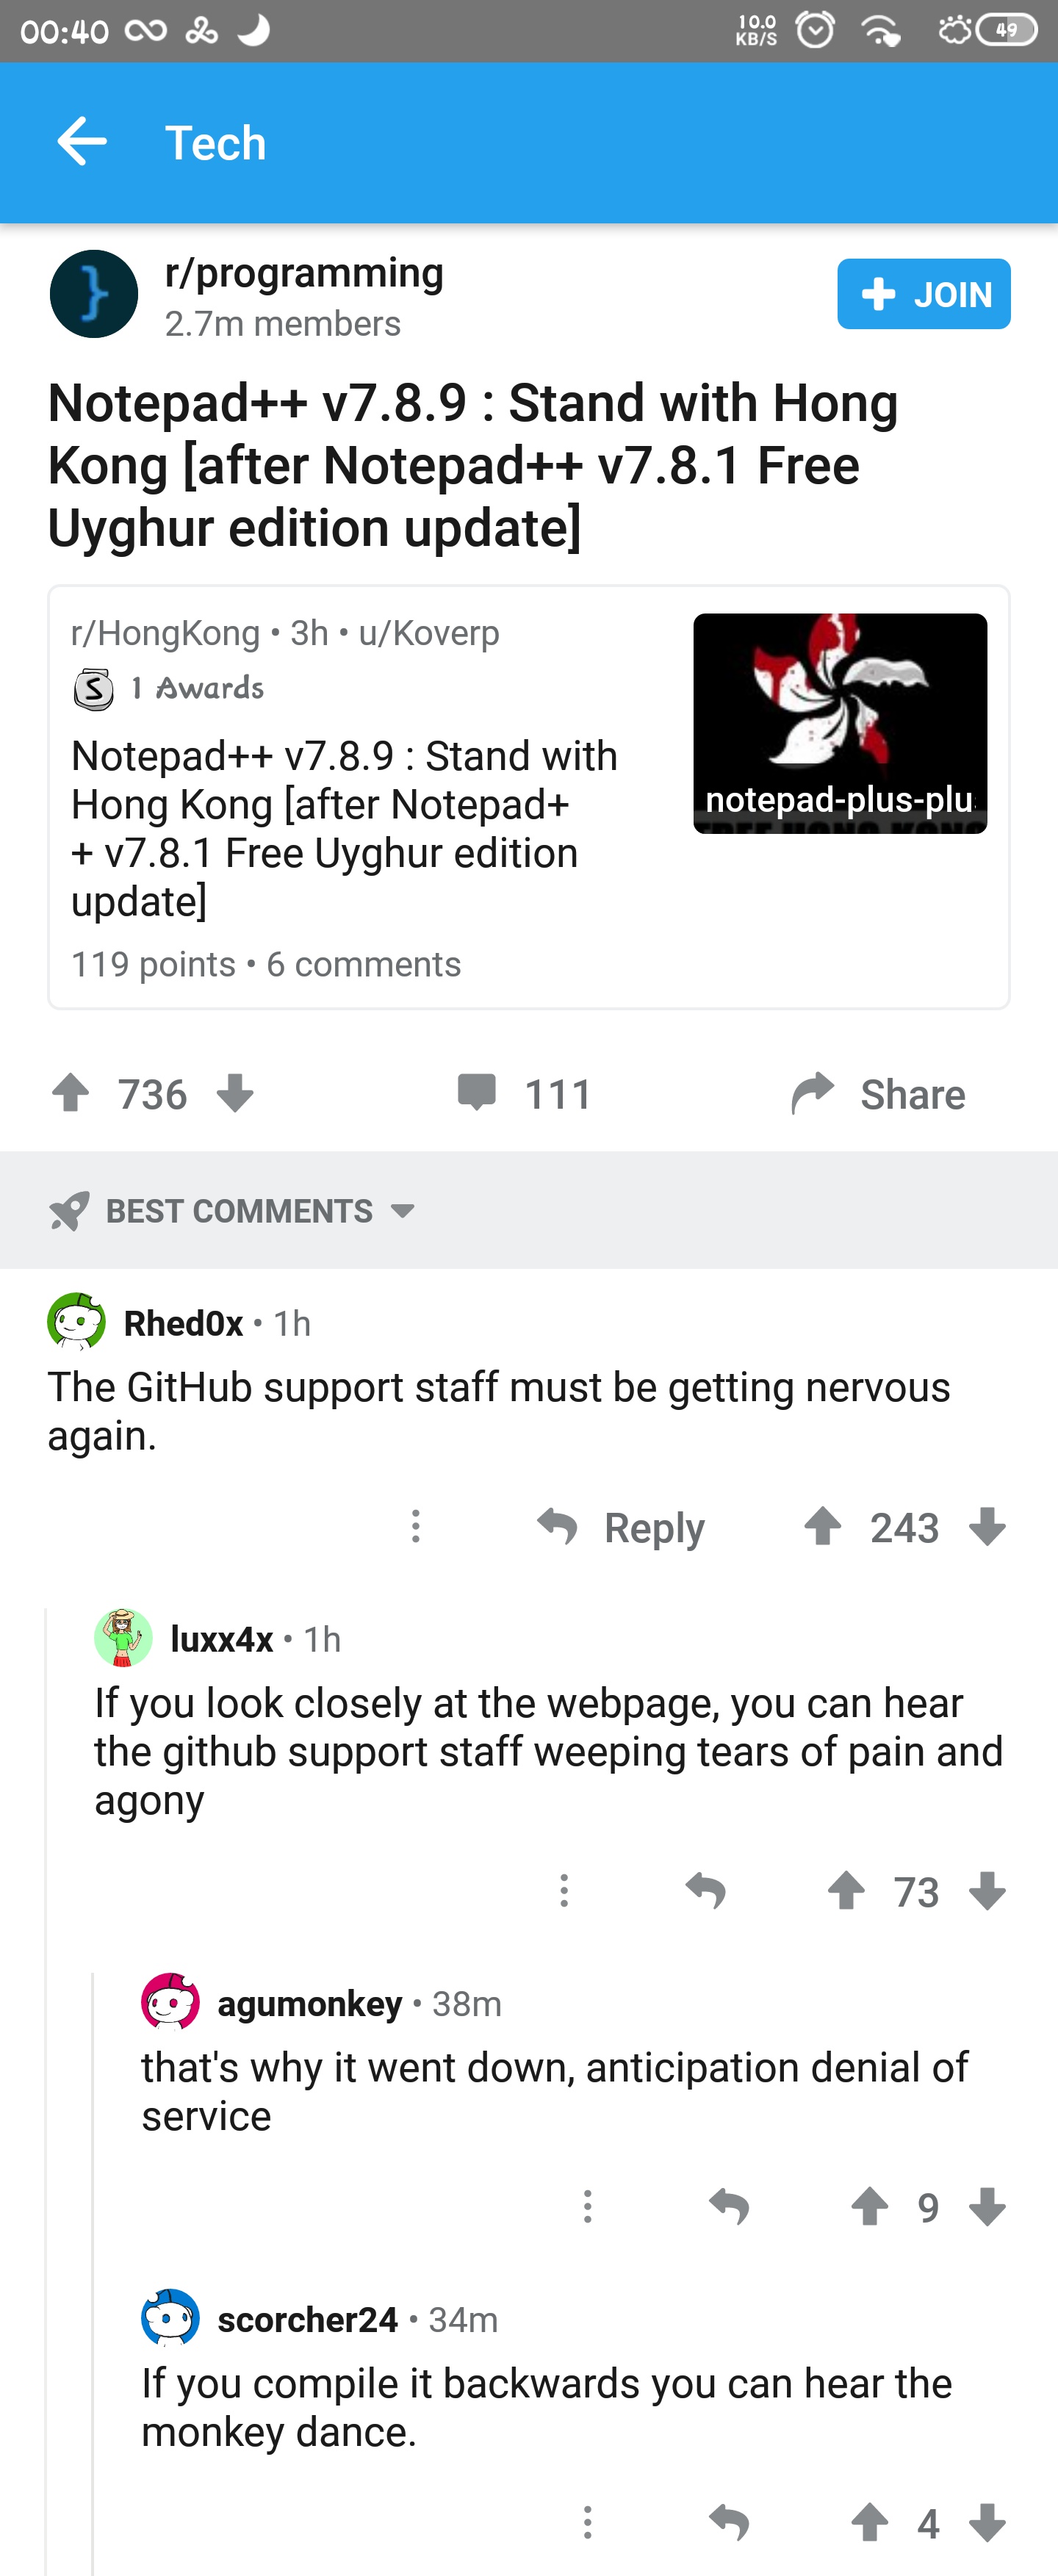 00:40
10.0
KB/S
49
Tech
r/programming
2.7m members
JOIN
Notepad++ v7.8.9 : Stand with Hong
Kong [after Notepad++ v7.8.1 Free
Uyghur edition update]
r/HongKong • 3h • u/Koverp
S 1 Awards
Notepad++ v7.8.9 : Stand with
Hong Kong [after Notepad+
+ v7.8.1 Free Uyghur edition
update]
119 points • 6 comments
notepad-plus-plu
736
111
Share
BEST COMMENTS
Rhed0x • 1h
The GitHub support staff must be getting nervous
again.
Reply
243
luxx4x • 1h
If you look closely at the webpage, you can hear
the github support staff weeping tears of pain and
agony
73
agumonkey • 38m
that's why it went down, anticipation denial of
service
9
scorcher24 • 34m
If you compile it backwards you can hear the
monkey dance.
4